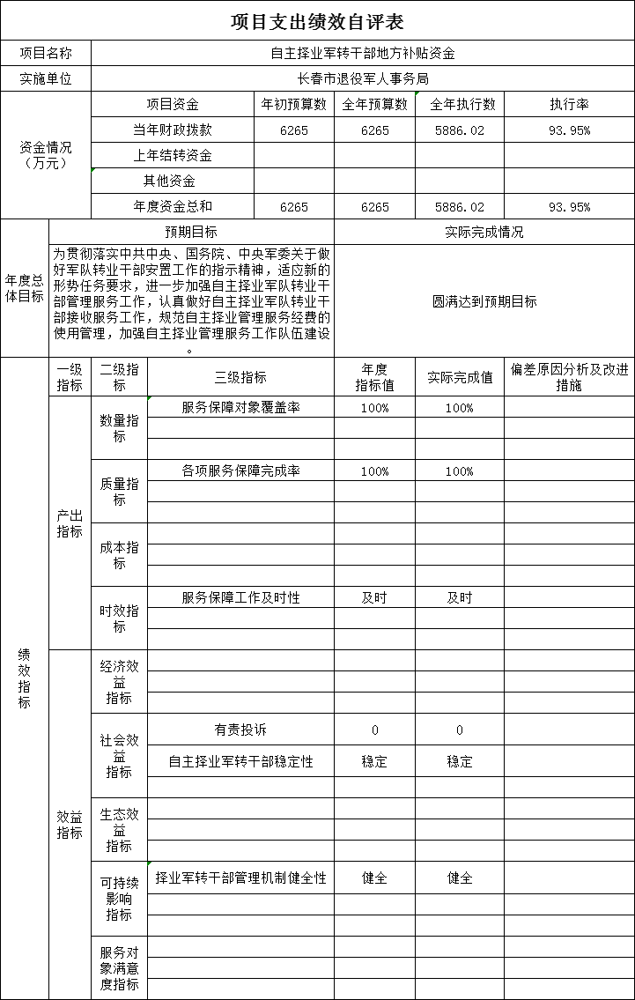 项目支出绩效自评表
项目名称 自主择业军转干部地方补贴资金
实施单位 长春市退役军人事务局
资金情况
（万元）
项目资金 年初预算数 全年预算数 全年执行数 执行率
当年财政拨款 6265 6265 5886.02 93.95%
上年结转资金
其他资金
年度资金总和 6265 6265 5886.02 93.95%
年度总
体目标
预期目标 实际完成情况
为贯彻落实中共中央、国务院、中央军委关于做
好军队转业干部安置工作的指示精神，适应新的
形势任务要求，进一步加强自主择业军队转业干
部管理服务工作，认真做好自主择业军队转业干
部接收服务工作，规范自主择业管理服务经费的
使用管理，加强自主择业管理服务工作队伍建设
。
圆满达到预期目标
绩
效
指
标
一级
指标
二级指
标
三级指标
年度
指标值
实际完成值
偏差原因分析及改进
措施
产出
指标
数量指
标
服务保障对象覆盖率 100% 100%
质量指
标
各项服务保障完成率 100% 100%
成本指
标
时效指
标
服务保障工作及时性 及时 及时
效益
指标
经济效
益
指标
社会效
益
指标
有责投诉 0 0
自主择业军转干部稳定性 稳定 稳定
生态效
益
指标
可持续
影响
指标
择业军转干部管理机制健全性 健全 健全
服务对
象满意
度指标